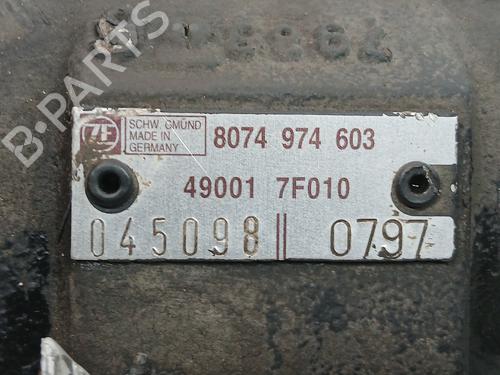 B-PARTS
ZF
SCHW. GMÜND
MADE IN
GERMANY
8074 974 603
49001 7F010
045098 0797